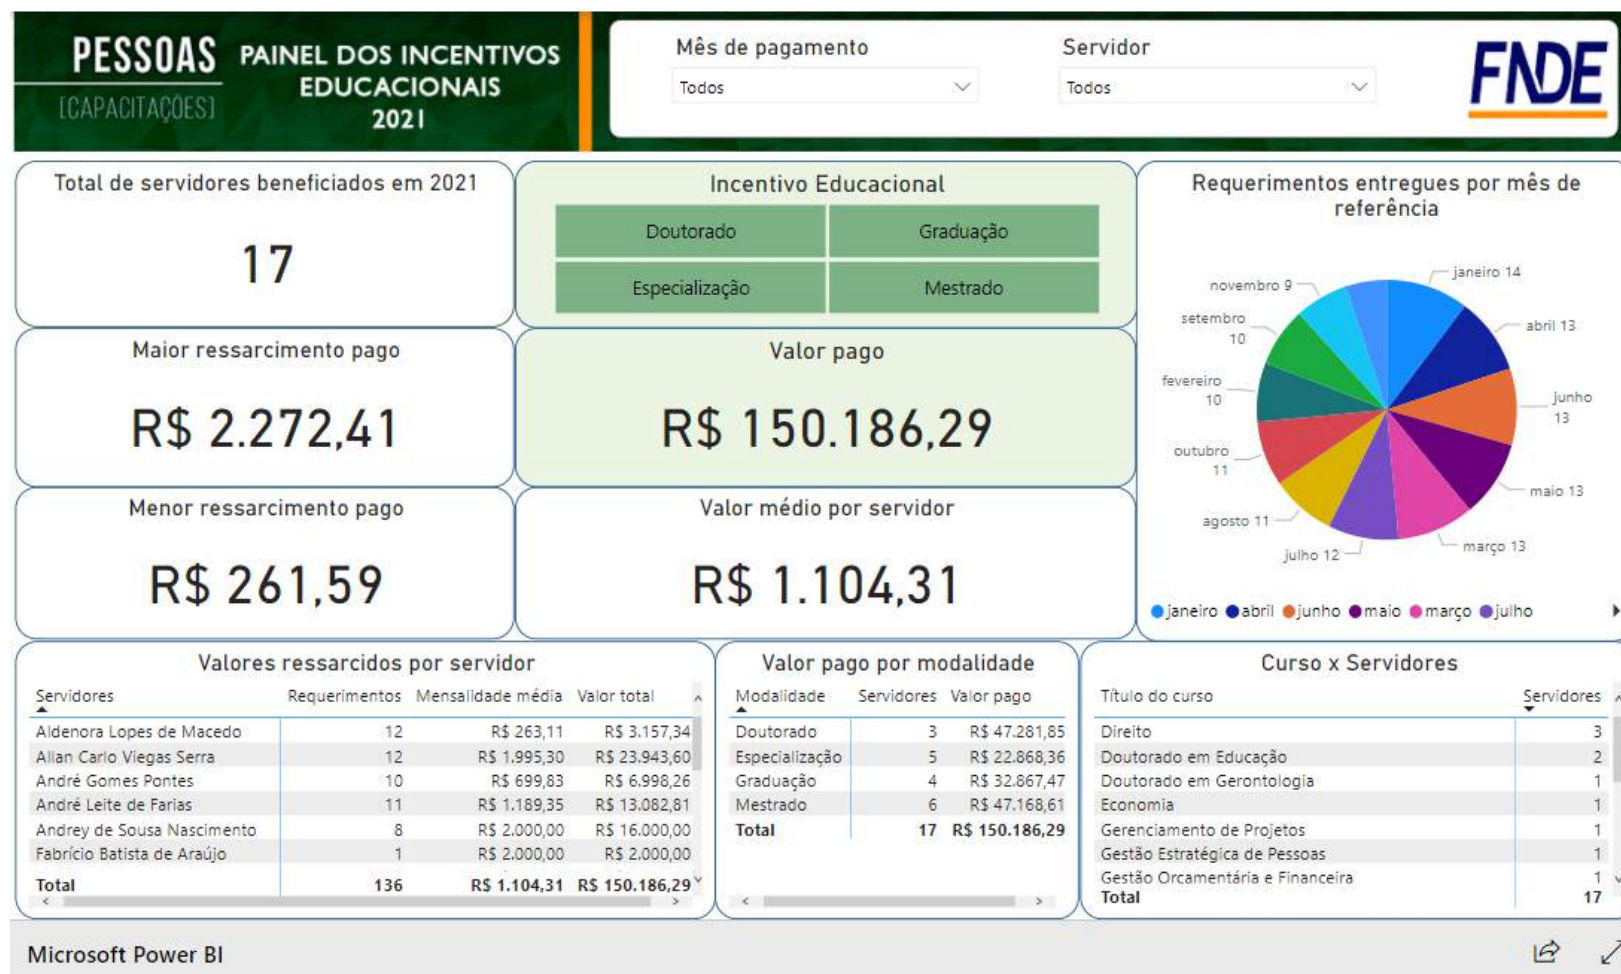 PESSOAS
[CAPACITAÇÕES]
PAINEL DOS INCENTIVOS
EDUCACIONAIS
2021
Mês de pagamento
Todos
Servidor
Todos
FNDE
Total de servidores beneficiados em 2021
17
Incentivo Educacional
Doutorado
Graduação
Especialização
Mestrado
Maior ressarcimento pago
R$ 2.272,41
Valor pago
R$ 150.186,29
Menor ressarcimento pago
R$ 261,59
Valor médio por servidor
R$ 1.104,31
Requerimentos entregues por mês de
referência
janeiro 14
abril 13
junho
13
maio 13
março 13
julho 12
agosto 11
outubro
11
fevereiro
10
setembro
10
novembro 9
janeiro abril junho maio março julho
Valores ressarcidos por servidor
Servidores Requerimentos Mensalidade média Valor total
Aldenora Lopes de Macedo 12 R$ 263,11 R$ 3.157,34
Allan Carlo Viegas Serra 12 R$ 1.995,30 R$ 23.943,60
André Gomes Pontes 10 R$ 699,83 R$ 6.998,26
André Leite de Farias 11 R$ 1.189,35 R$ 13.082,81
Andrey de Sousa Nascimento 8 R$ 2.000,00 R$ 16.000,00
Fabrício Batista de Araújo 1 R$ 2.000,00 R$ 2.000,00
Total 136 R$ 1.104,31 R$ 150.186,29
Valor pago por modalidade
Modalidade Servidores Valor pago
Doutorado 3 R$ 47.281,85
Especialização 5 R$ 22.868,36
Graduação 4 R$ 32.867,47
Mestrado 6 R$ 47.168,61
Total 17 R$ 150.186,29
Curso x Servidores
Título do curso Servidores
Direito 3
Doutorado em Educação 2
Doutorado em Gerontologia 1
Economia 1
Gerenciamento de Projetos 1
Gestão Estratégica de Pessoas 1
Gestão Orcamentária e Financeira 1
Total 17
Microsoft Power BI